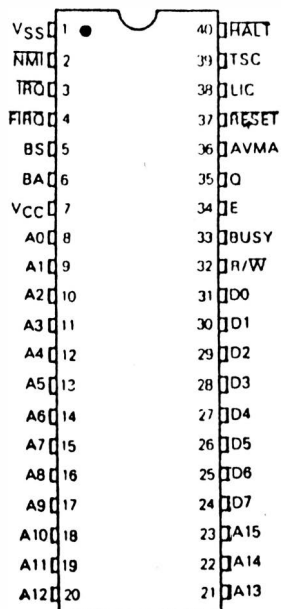 VSS 1 40 HALT
NMI 2 39 TSC
IRQ 3 38 LIC
FIRQ 4 37 RESET
BS 5 36 AVMA
BA 6 35 Q
VCC 7 34 E
A0 8 33 BUSY
A1 9 32 R/W
A2 10 31 D0
A3 11 30 D1
A4 12 29 D2
A5 13 28 D3
A6 14 27 D4
A7 15 26 D5
A8 16 25 D6
A9 17 24 D7
A10 18 23 A15
A11 19 22 A14
A12 20 21 A13